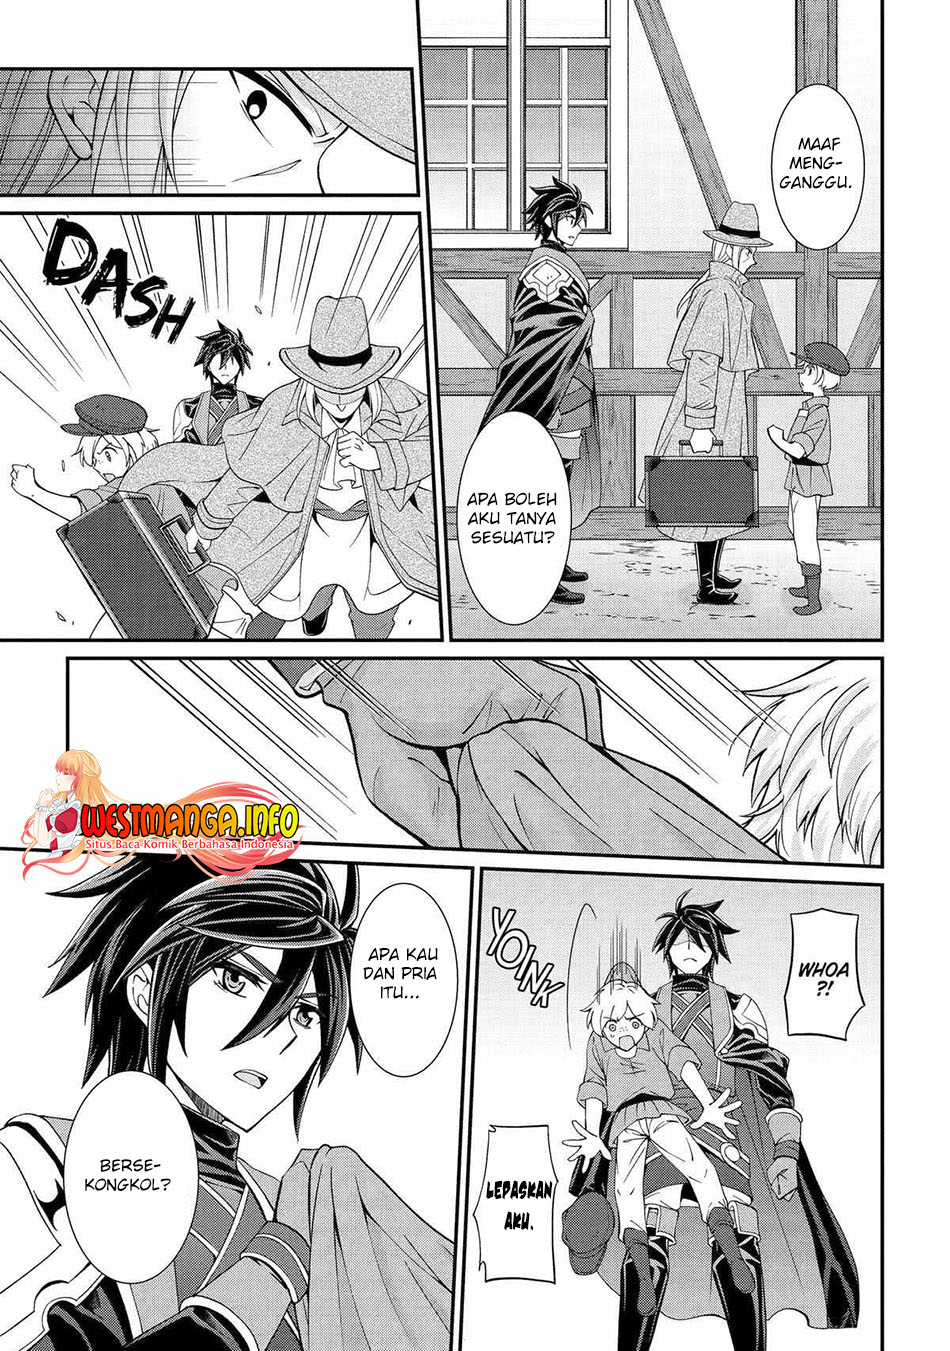 MAAF
MENG-
GANGGU.
APA BOLEH
AKU TANYA
SESUATU?
DASH
WESTMANGA.INFO
Situs Baca Komik Berbahasa Indonesia
WHOA
?!
YOINK
LEPASKAN
AKU.
APA KAU
DAN PRIA
ITU...
BERSE-
KONGKOL?